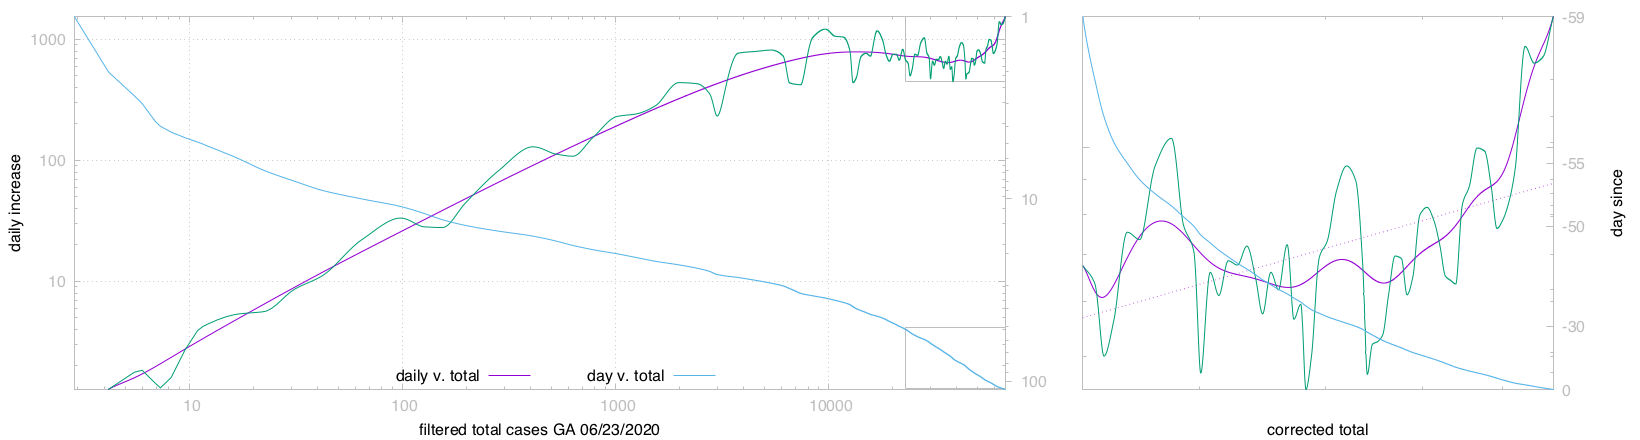 1000
100
10
daily increase
10
100
1000
10000
filtered total cases GA 06/23/2020
daily v. total
day v. total
1
10
100
-59
-55
-50
-30
0
day since
corrected total